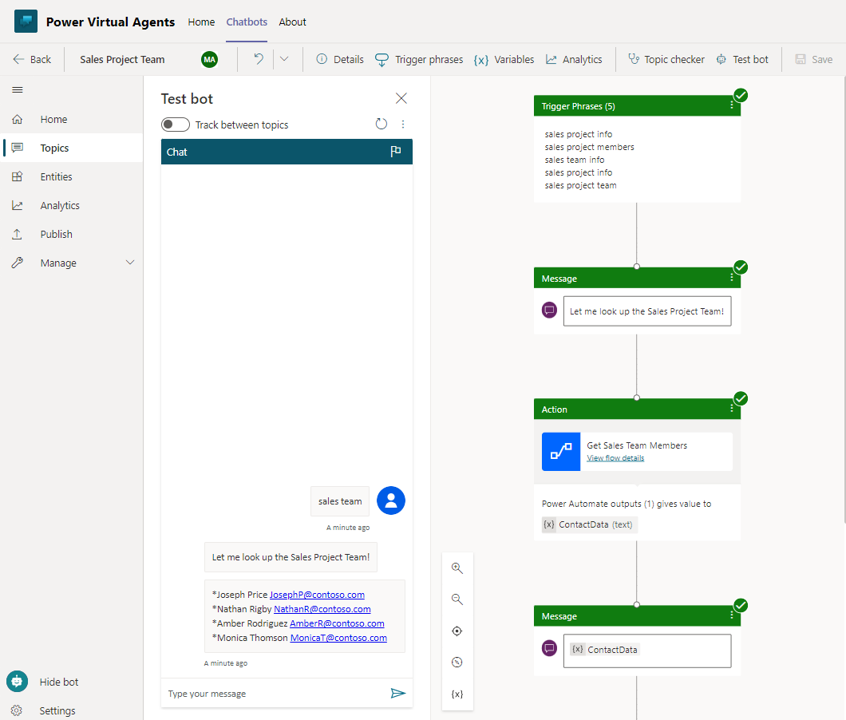 Power Virtual Agents Home Chatbots About
Back Sales Project Team MA Details Trigger phrases {x} Variables Analytics Topic checker Test bot Save
Home
Topics
Entities
Analytics
Publish
Manage
Hide bot
Settings
Test bot
Track between topics
Chat
sales team
A minute ago
Let me look up the Sales Project Team!
*Joseph Price JosephP@contoso.com
*Nathan Rigby NathanR@contoso.com
*Amber Rodriguez AmberR@contoso.com
*Monica Thomson MonicaT@contoso.com
A minute ago
Type your message
Trigger Phrases (5)
sales project info
sales project members
sales team info
sales project info
sales project team
Message
Let me look up the Sales Project Team!
Action
Get Sales Team Members
View flow details
Power Automate outputs (1) gives value to
{x} ContactData (text)
Message
{x} ContactData
{x}